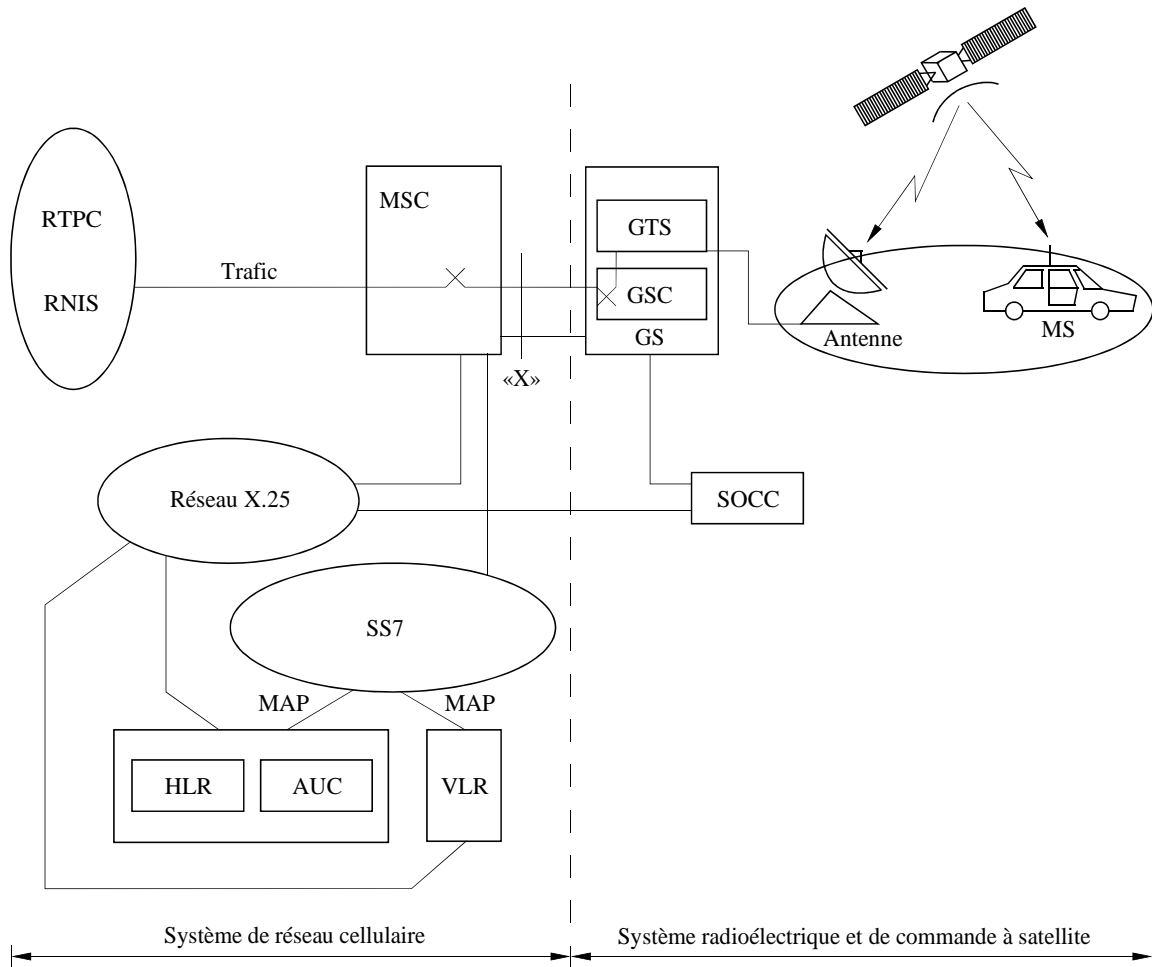 RTPC
RNIS
Trafic
MSC
«X»
GTS
GSC
GS
Antenne
MS
Réseau X.25
SOCC
SS7
MAP
MAP
HLR
AUC
VLR
Système de réseau cellulaire
Système radioélectrique et de commande à satellite